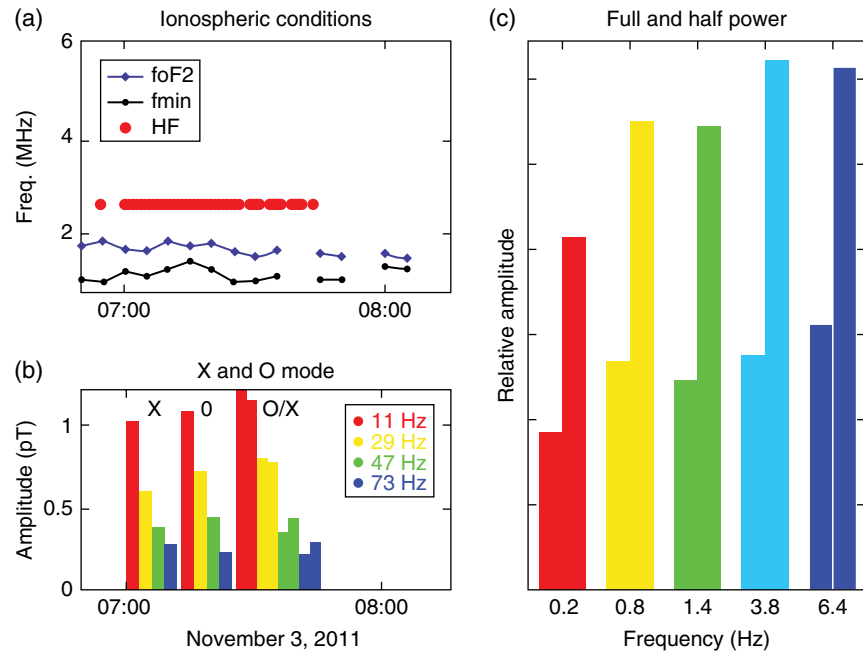 (a)
Ionospheric conditions
Freq. (MHz)
6
4
2
foF2
fmin
HF
07:00
08:00
(b)
X and O mode
Amplitude (pT)
1
0.5
0
X
0
O/X
11 Hz
29 Hz
47 Hz
73 Hz
07:00
08:00
November 3, 2011
(c)
Full and half power
Relative amplitude
0.2
0.8
1.4
3.8
6.4
Frequency (Hz)